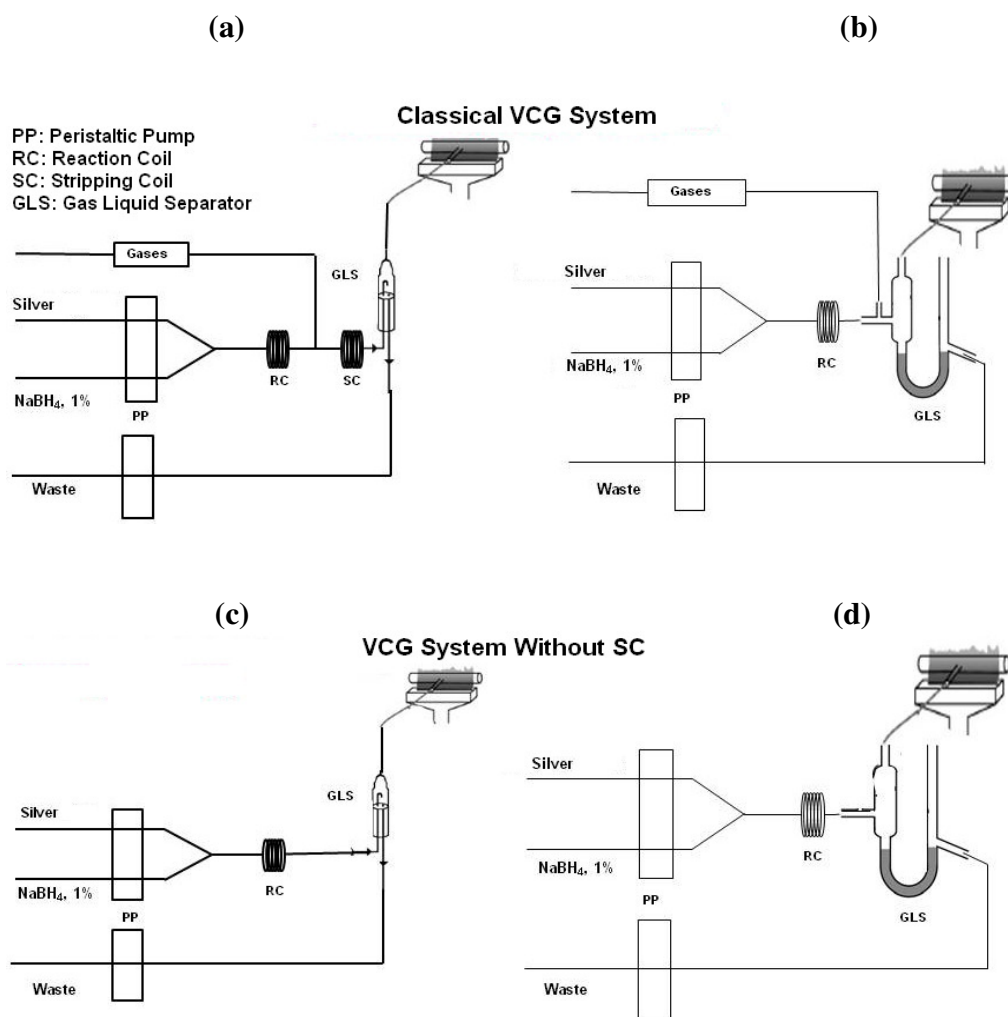 (a)
(b)
Classical VCG System
PP: Peristaltic Pump
RC: Reaction Coil
SC: Stripping Coil
GLS: Gas Liquid Separator
Gases
GLS
Silver
RC
SC
NaBH₄, 1%
PP
Waste
Gases
Silver
RC
NaBH₄, 1%
PP
GLS
Waste
(c)
(d)
VCG System Without SC
GLS
Silver
RC
NaBH₄, 1%
PP
Waste
Silver
RC
NaBH₄, 1%
PP
GLS
Waste